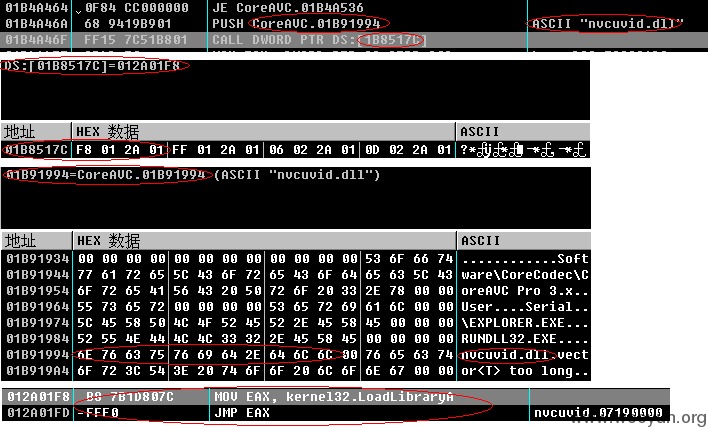 01B4A464 0F84 CC000000 JE CoreAVC.01B4A536
01B4A46A 68 9419B901 PUSH CoreAVC.01B91994 ASCII "nvcuvid.dll"
01B4A46F FF15 7C51B801 CALL DWORD PTR DS:[1B8517C]
DS:[01B8517C]=012A01F8
地址 HEX 数据 ASCII
01B8517C F8 01 2A 01 FF 01 2A 01 06 02 2A 01 0D 02 2A 01
01B91994=CoreAVC.01B91994 (ASCII "nvcuvid.dll")
地址 HEX 数据 ASCII
01B91934 00 00 00 00 00 00 00 00 00 00 00 00 53 6F 66 74 ............Soft
01B91944 77 61 72 65 5C 43 6F 72 65 43 6F 64 65 63 5C 43 ware\CoreCodec\C
01B91954 6F 72 65 41 56 43 20 50 72 6F 20 33 2E 78 00 00 oreAVC Pro 3.x..
01B91964 55 73 65 72 00 00 00 00 53 65 72 69 61 6C 00 00 User....Serial..
01B91974 5C 45 58 50 4C 4F 52 45 52 2E 45 58 45 00 00 00 \EXPLORER.EXE...
01B91984 52 55 4E 44 4C 4C 33 32 2E 45 58 45 00 00 00 00 RUNDLL32.EXE....
01B91994 6E 76 63 75 76 69 64 2E 64 6C 6C 00 76 65 63 74 nvcuvid.dll.vect
01B919A4 6F 72 3C 54 3E 20 74 6F 6F 20 6C 6F 6E 67 00 00 or<T> too long..
012A01F8 B8 7B1D807C MOV EAX, kernel32.LoadLibraryA
012A01FD -FFE0 JMP EAX nvcuvid.07190000